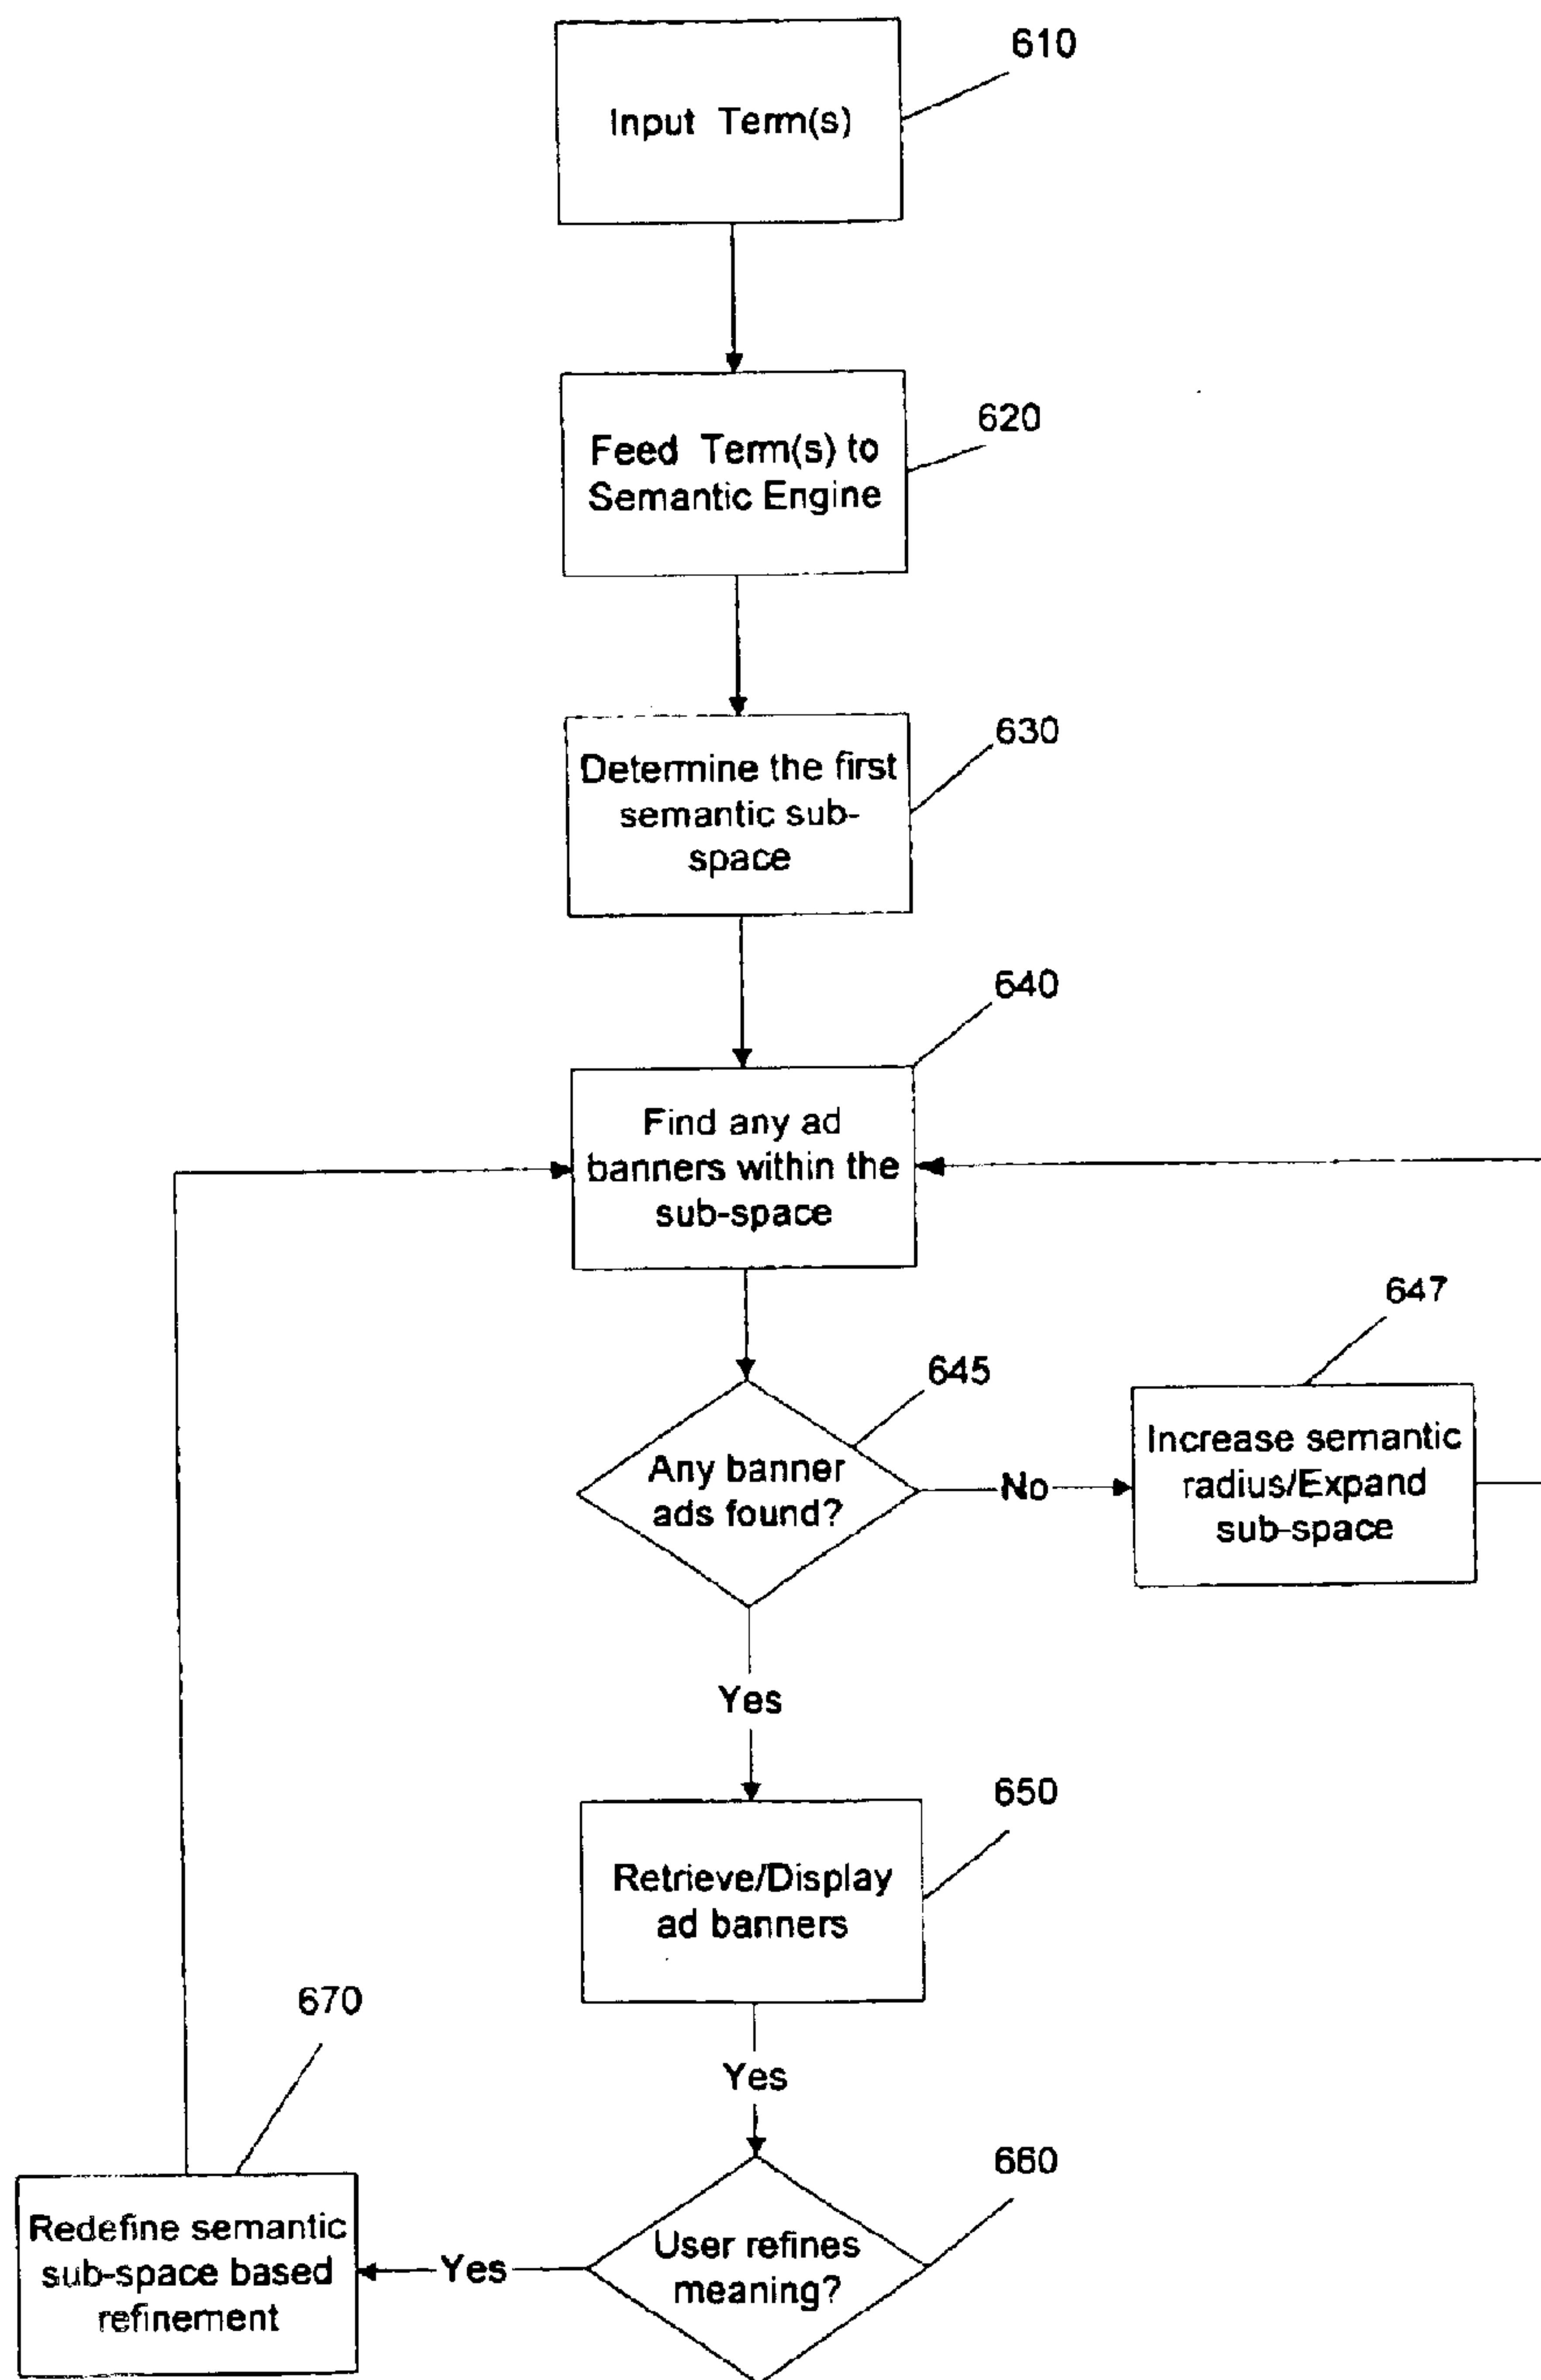 610
Input Term(s)
620
Feed Term(s) to
Semantic Engine
630
Determine the first
semantic sub-
space
640
Find any ad
banners within the
sub-space
647
645
Increase semantic
radius/Expand
sub-space
Any banner
ads found?
No
Yes
650
Retrieve/Display
ad banners
670
Yes
660
Redefine semantic
sub-space based
refinement
Yes
User refines
meaning?